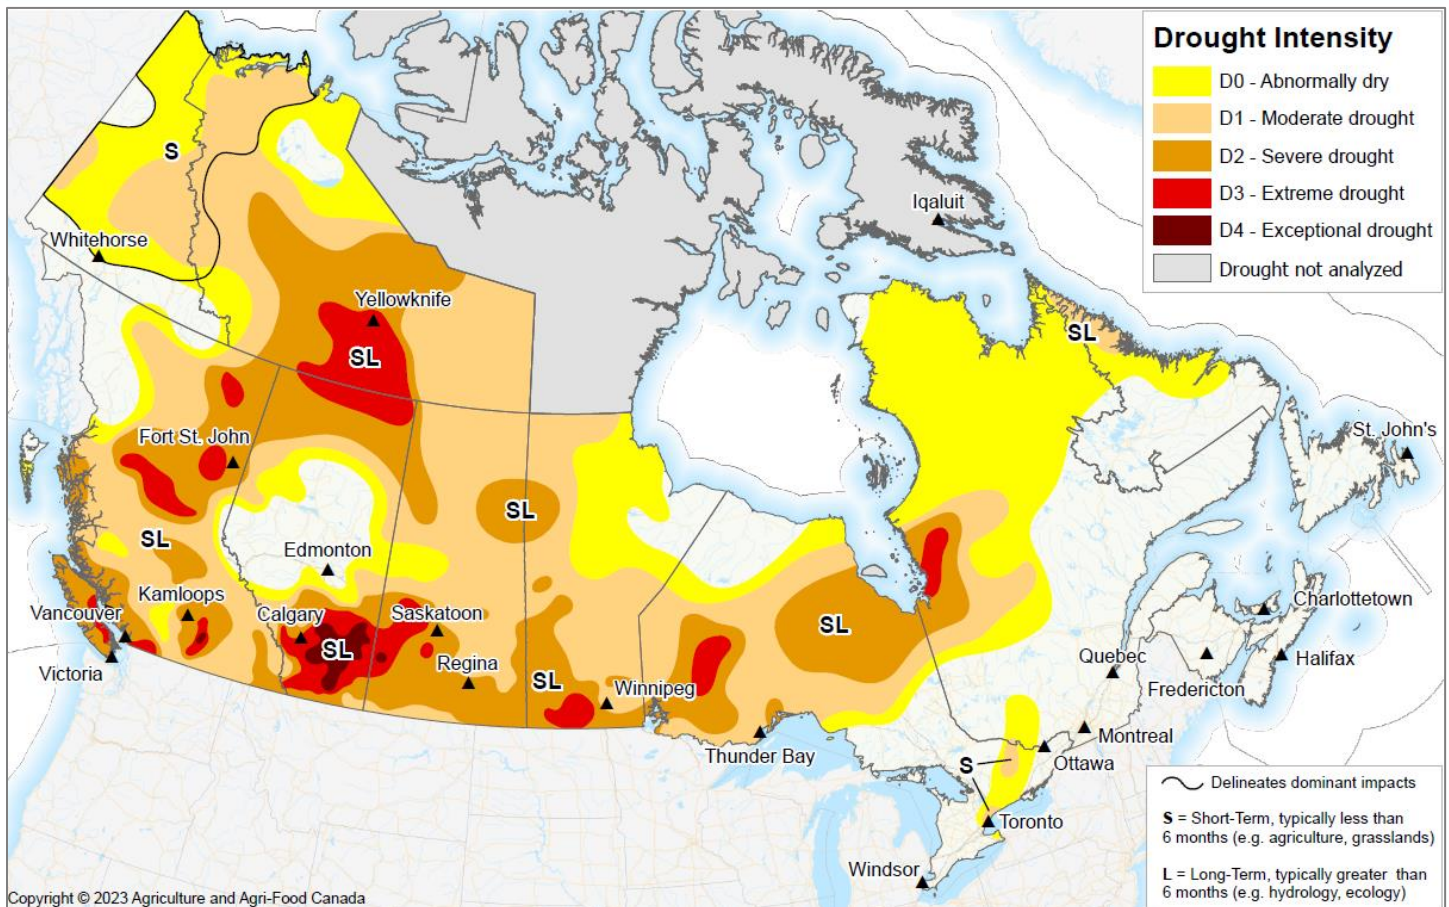 Drought Intensity
D0 - Abnormally dry
D1 - Moderate drought
D2 - Severe drought
D3 - Extreme drought
D4 - Exceptional drought
Drought not analyzed
S
Iqaluit
Whitehorse
Yellowknife
SL
SL
Fort St. John
St. John's
SL
SL
Edmonton
Kamloops
Vancouver
Calgary
Saskatoon
SL
SL
Charlottetown
Victoria
Regina
SL
Winnipeg
Quebec
Halifax
Fredericton
Thunder Bay
Montreal
Ottawa
S
Toronto
Windsor
Delineates dominant impacts
S = Short-Term, typically less than
6 months (e.g. agriculture, grasslands)
L = Long-Term, typically greater than
6 months (e.g. hydrology, ecology)
Copyright © 2023 Agriculture and Agri-Food Canada